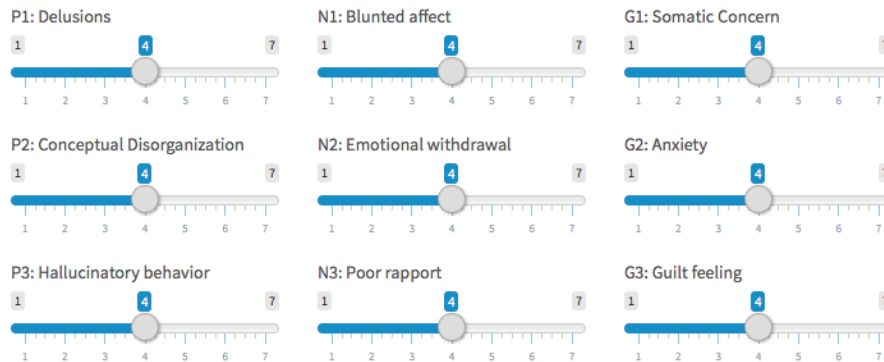 P1: Delusions N1: Blunted affect G1: Somatic Concern
1 4 7 1 4 7 1 4
1 2 3 4 5 6 7 1 2 3 4 5 6 7 1 2 3 4 5 6 7
P2: Conceptual Disorganization N2: Emotional withdrawal G2: Anxiety
1 4 7 1 4 7 1 4
1 2 3 4 5 6 7 1 2 3 4 5 6 7 1 2 3 4 5 6 7
P3: Hallucinatory behavior N3: Poor rapport G3: Guilt feeling
1 4 7 1 4 7 1 4
1 2 3 4 5 6 7 1 2 3 4 5 6 7 1 2 3 4 5 6 7